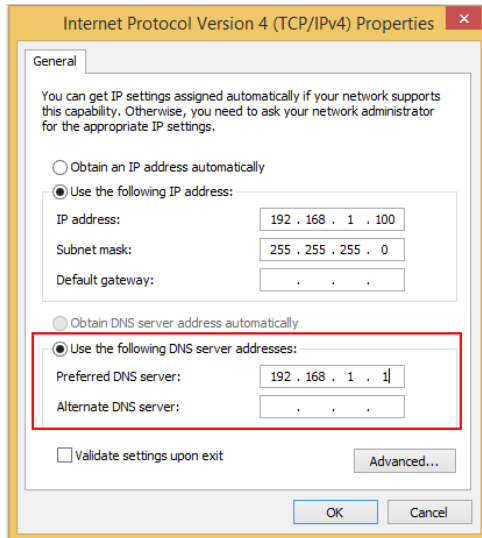 Internet Protocol Version 4 (TCP/IPv4) Properties
General
You can get IP settings assigned automatically if your network supports
this capability. Otherwise, you need to ask your network administrator
for the appropriate IP settings.
Obtain an IP address automatically
Use the following IP address:
IP address: 192 . 168 . 1 . 100
Subnet mask: 255 . 255 . 255 . 0
Default gateway: . . .
Obtain DNS server address automatically
Use the following DNS server addresses:
Preferred DNS server: 192 . 168 . 1 . 1
Alternate DNS server: . . .
Validate settings upon exit
Advanced...
OK Cancel